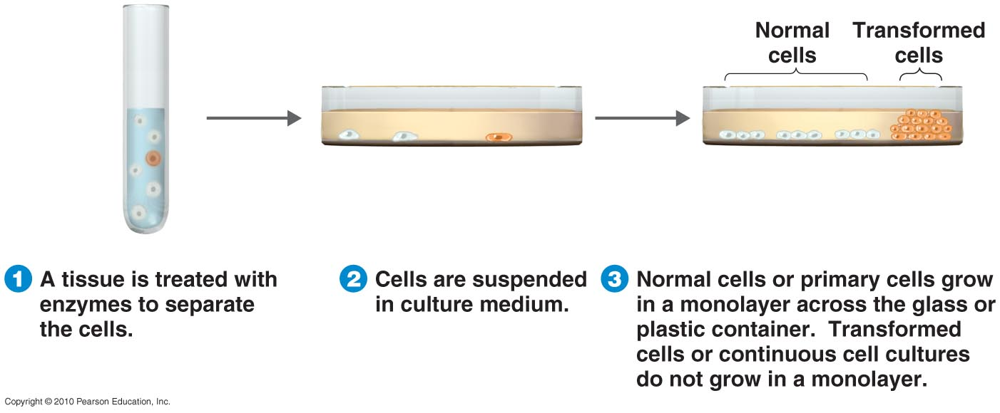 Normal
cells
Transformed
cells
1 A tissue is treated with
enzymes to separate
the cells.
2 Cells are suspended
in culture medium.
3 Normal cells or primary cells grow
in a monolayer across the glass or
plastic container. Transformed
cells or continuous cell cultures
do not grow in a monolayer.
Copyright © 2010 Pearson Education, Inc.